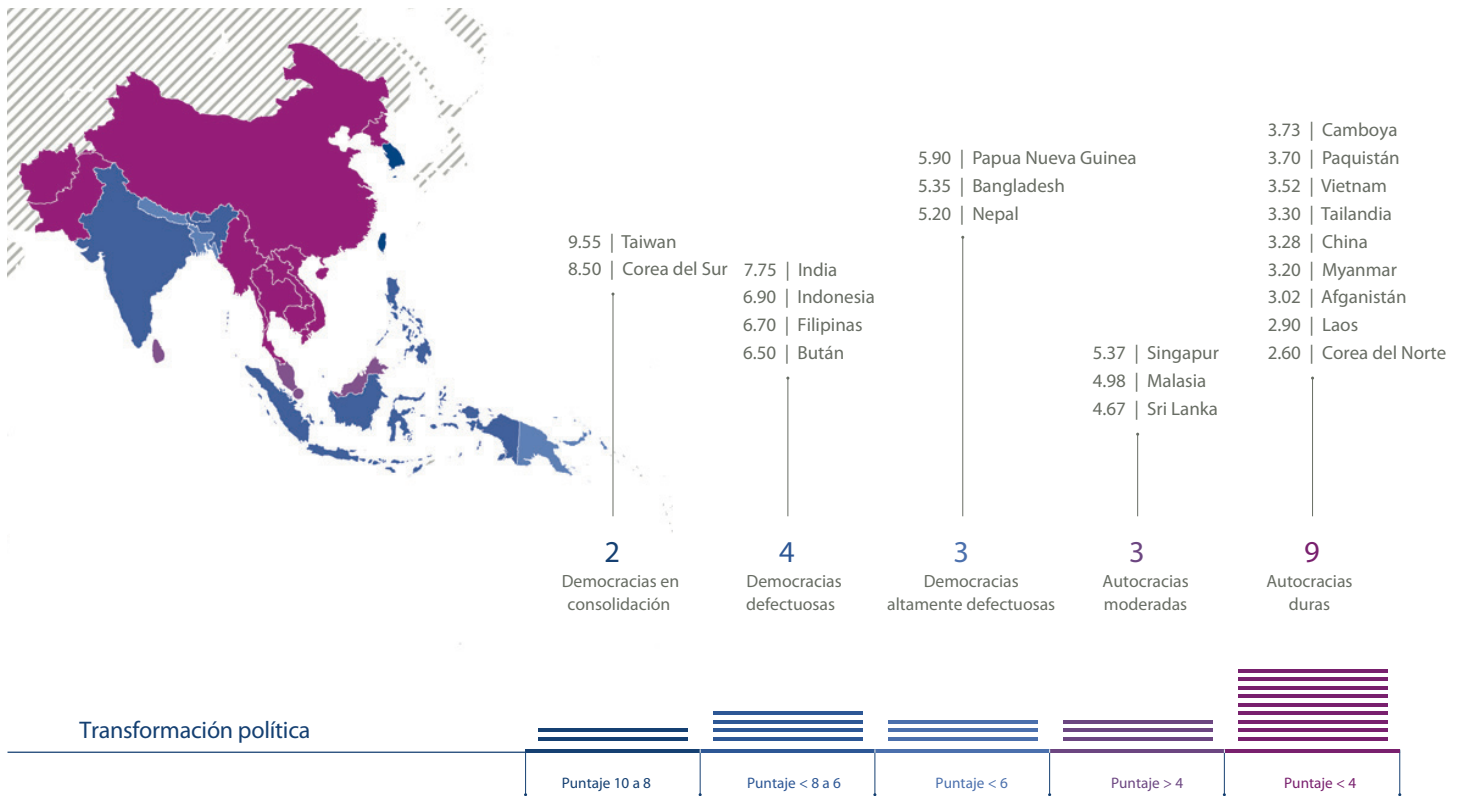 9.55 | Taiwan
8.50 | Corea del Sur
2
Democracias en
consolidación
7.75 | India
6.90 | Indonesia
6.70 | Filipinas
6.50 | Bután
4
Democracias
defectuosas
5.90 | Papua Nueva Guinea
5.35 | Bangladesh
5.20 | Nepal
3
Democracias
altamente defectuosas
5.37 | Singapur
4.98 | Malasia
4.67 | Sri Lanka
3
Autocracias
moderadas
3.73 | Camboya
3.70 | Paquistán
3.52 | Vietnam
3.30 | Tailandia
3.28 | China
3.20 | Myanmar
3.02 | Afganistán
2.90 | Laos
2.60 | Corea del Norte
9
Autocracias
duras
Transformación política
Puntaje 10 a 8
Puntaje < 8 a 6
Puntaje < 6
Puntaje > 4
Puntaje < 4